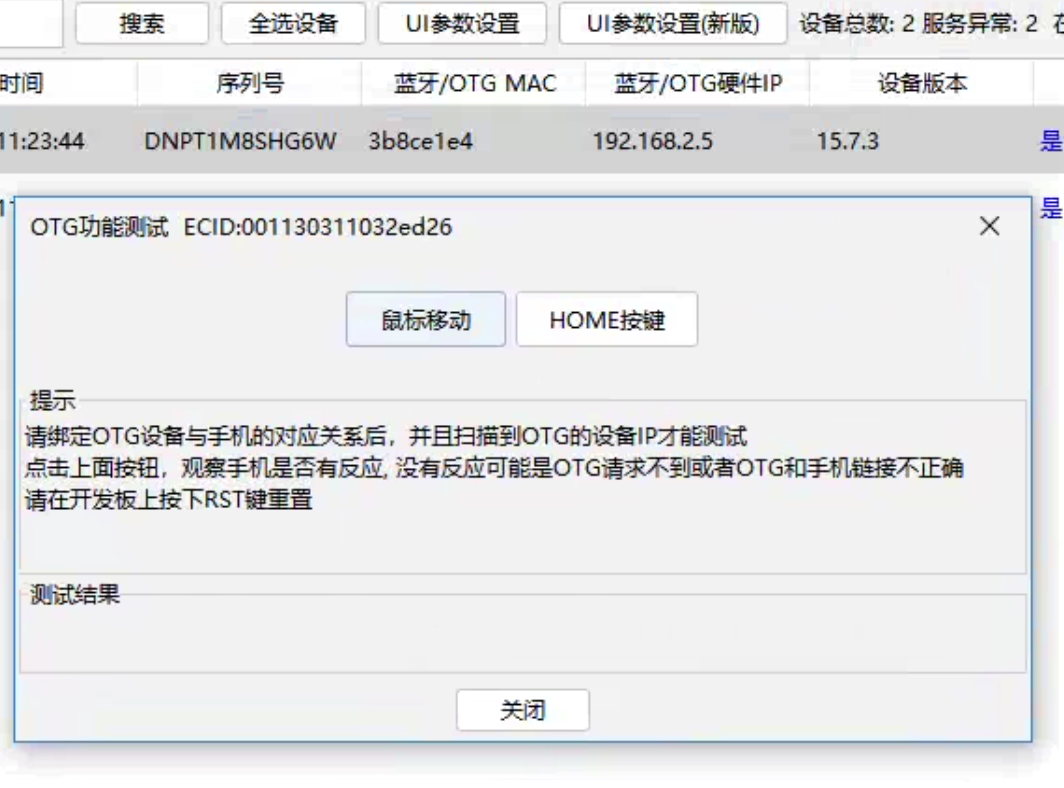 搜索 全选设备 UI参数设置 UI参数设置(新版) 设备总数: 2 服务异常: 2
时间 序列号 蓝牙/OTG MAC 蓝牙/OTG硬件IP 设备版本
11:23:44 DNPT1M8SHG6W 3b8ce1e4 192.168.2.5 15.7.3 是
是
OTG功能测试 ECID:001130311032ed26
鼠标移动 HOME按键
提示
请绑定OTG设备与手机的对应关系后，并且扫描到OTG的设备IP才能测试
点击上面按钮，观察手机是否有反应, 没有反应可能是OTG请求不到或者OTG和手机链接不正确
请在开发板上按下RST键重置
测试结果
关闭